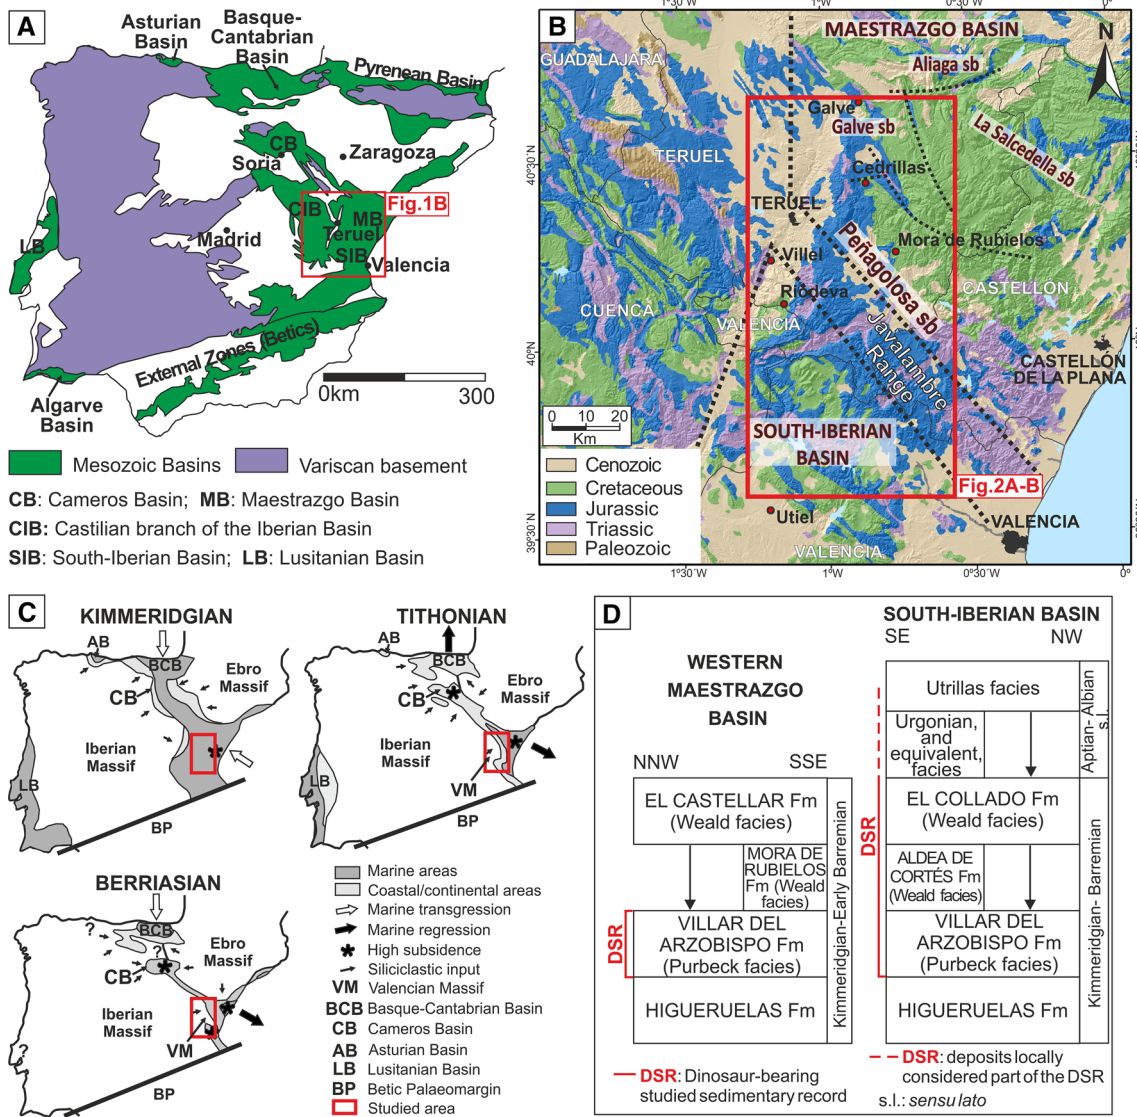 A
Asturian
Basin
Basque-
Cantabrian
Basin
Pyrenean Basin
CB
Soria
Zaragoza
Fig.1B
CIB
MB
Teruel
LB
Madrid
SIB
Valencia
External Zones (Betics)
Algarve
Basin
0km
300
Mesozoic Basins
Variscan basement
CB: Cameros Basin; MB: Maestrazgo Basin
CIB: Castilian branch of the Iberian Basin
SIB: South-Iberian Basin; LB: Lusitanian Basin
B
1°30'W
1°W
0°30'W
0°
MAESTRAZGO BASIN
N
GUADALAJARA
Aliaga sb
Galve
Galve sb
La Salcedella sb
40°30'N
TERUEL
Cedrillas
TERUEL
Mora de Rubielos
Peñagolosa sb
Villel
Riodeva
CASTELLÓN
CUENCA
VALENCIA
Javalambre
Range
40°N
CASTELLÓN
DE LA PLANA
0 10 20
Km
SOUTH-IBERIAN
BASIN
Cenozoic
Cretaceous
Jurassic
Triassic
Paleozoic
Fig.2A-B
Utiel
VALENCIA
VALENCIA
39°30'N
1°30'W
1°W
0°30'W
0°
C
KIMMERIDGIAN
AB
BCB
Ebro
Massif
CB
Iberian
Massif
LB
BP
TITHONIAN
AB
BCB
Ebro
Massif
CB
Iberian
Massif
VM
LB
BP
BERRIASIAN
?
BCB
?
Ebro
Massif
CB
Iberian
Massif
VM
?
BP
Marine areas
Coastal/continental areas
Marine transgression
Marine regression
High subsidence
Siliciclastic input
VM Valencian Massif
BCB Basque-Cantabrian Basin
CB Cameros Basin
AB Asturian Basin
LB Lusitanian Basin
BP Betic Palaeomargin
Studied area
D
WESTERN
MAESTRAZGO
BASIN
NNW
SSE
EL CASTELLAR Fm
(Weald facies)
MORA DE
RUBIELOS
Fm (Weald
facies)
VILLAR DEL
ARZOBISPO Fm
(Purbeck facies)
HIGUERUELAS Fm
Kimmeridgian-Early Barremian
DSR
SOUTH-IBERIAN BASIN
SE
NW
Utrillas facies
Urgonian,
and
equivalent,
facies
Aptian- Albian
s.l.
EL COLLADO Fm
(Weald facies)
ALDEA DE
CORTÉS Fm
(Weald facies)
VILLAR DEL
ARZOBISPO Fm
(Purbeck facies)
HIGUERUELAS Fm
Kimmeridgian- Barremian
DSR
DSR: Dinosaur-bearing
studied sedimentary record
DSR: deposits locally
considered part of the DSR
s.l.: sensu lato